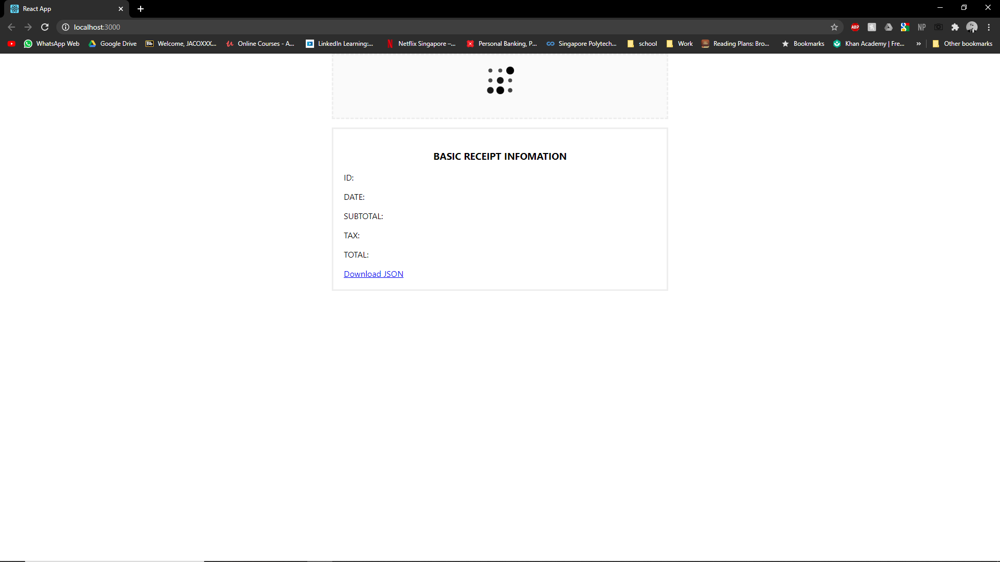 React App
localhost:3000
ABP
NP
WhatsApp Web
Google Drive
Bb
Welcome, JACOXXX...
Online Courses - A...
LinkedIn Learning:...
Netflix Singapore –...
Personal Banking, P...
Singapore Polytech...
school
Work
Reading Plans: Bro...
Bookmarks
Khan Academy | Fre...
»
Other bookmarks
BASIC RECEIPT INFOMATION
ID:
DATE:
SUBTOTAL:
TAX:
TOTAL:
Download JSON